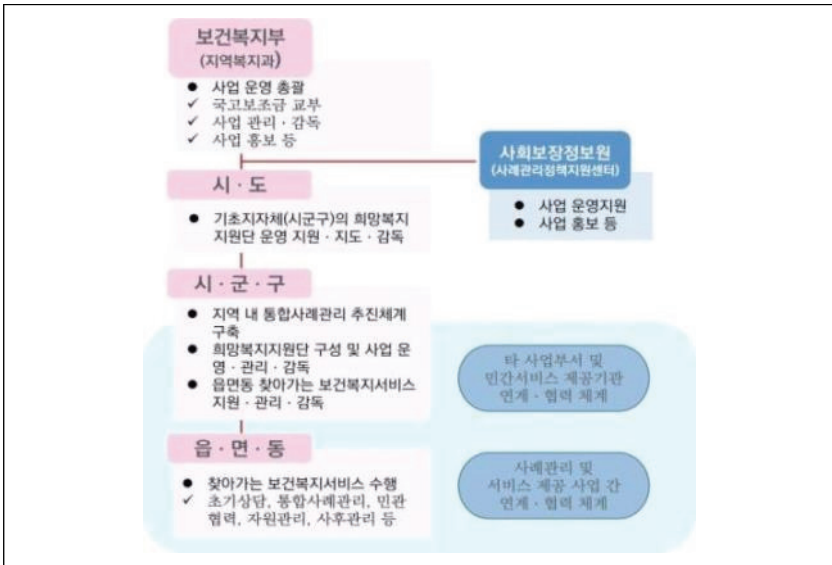 보건복지부
(지역복지과)
● 사업 운영 총괄
✓ 국고보조금 교부
✓ 사업 관리 · 감독
✓ 사업 홍보 등
사회보장정보원
(사례관리정책지원센터)
● 사업 운영지원
● 사업 홍보 등
시 · 도
● 기초지자체(시군구)의 희망복지
지원단 운영 지원 · 지도 · 감독
시 · 군 · 구
● 지역 내 통합사례관리 추진체계
구축
● 희망복지지원단 구성 및 사업 운
영 · 관리 · 감독
● 읍면동 찾아가는 보건복지서비스
지원 · 관리 · 감독
타 사업부서 및
민간서비스 제공기관
연계 · 협력 체계
읍 · 면 · 동
● 찾아가는 보건복지서비스 수행
✓ 초기상담, 통합사례관리, 민관
협력, 자원관리, 사후관리 등
사례관리 및
서비스 제공 사업 간
연계 · 협력 체계